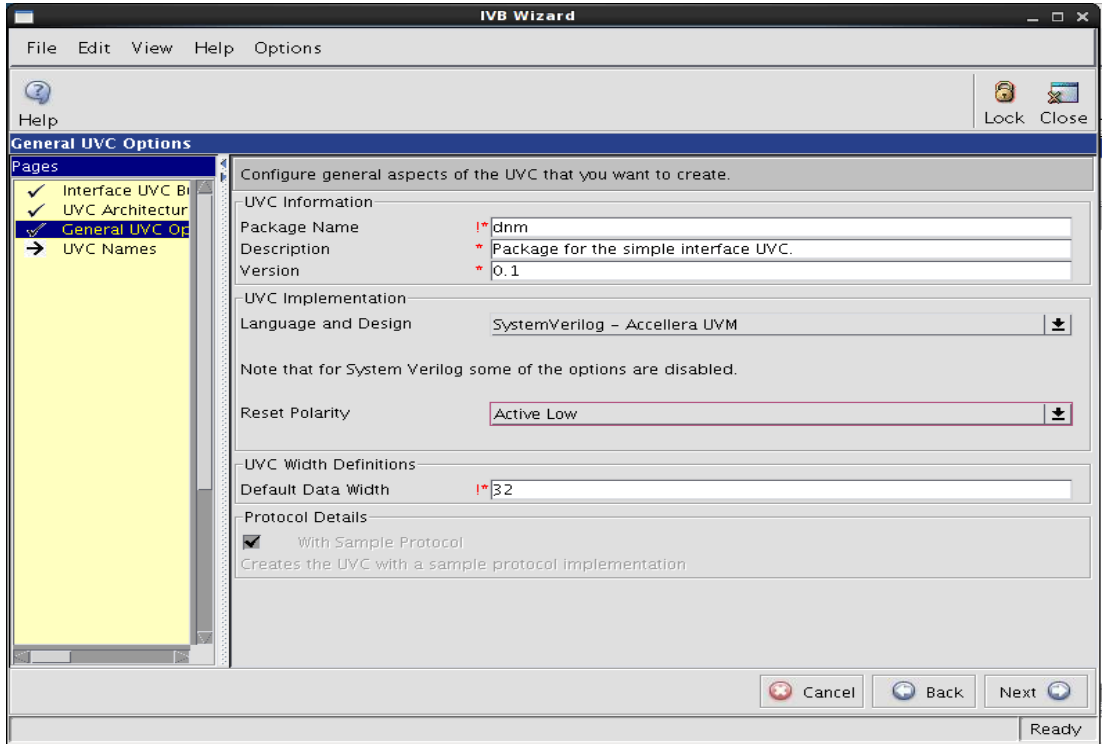 IVB Wizard
File Edit View Help Options
Help
Lock Close
General UVC Options
Pages
Interface UVC B
UVC Architectur
General UVC Op
UVC Names
Configure general aspects of the UVC that you want to create.
UVC Information
Package Name !* dnm
Description * Package for the simple interface UVC.
Version * 0.1
UVC Implementation
Language and Design SystemVerilog – Accellera UVM
Note that for System Verilog some of the options are disabled.
Reset Polarity Active Low
UVC Width Definitions
Default Data Width !* 32
Protocol Details
With Sample Protocol
Creates the UVC with a sample protocol implementation
Cancel Back Next
Ready